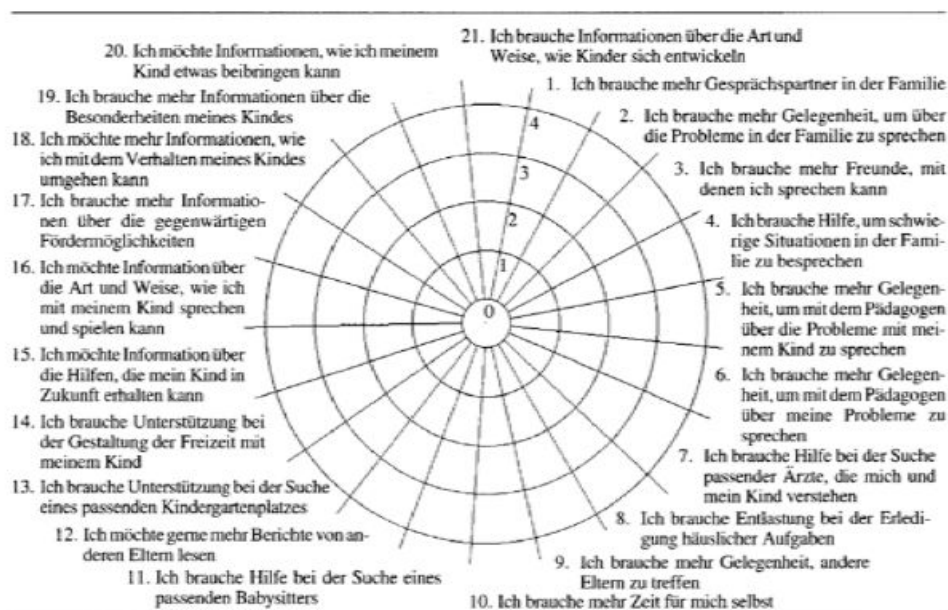 20. Ich möchte Informationen, wie ich meinem
Kind etwas beibringen kann
21. Ich brauche Informationen über die Art und
Weise, wie Kinder sich entwickeln
1. Ich brauche mehr Gesprächspartner in der Familie
2. Ich brauche mehr Gelegenheit, um über
die Probleme in der Familie zu sprechen
3. Ich brauche mehr Freunde, mit
denen ich sprechen kann
4. Ich brauche Hilfe, um schwie-
rige Situationen in der Fami-
lie zu besprechen
5. Ich brauche mehr Gelegen-
heit, um mit dem Pädagogen
über die Probleme mit mei-
nem Kind zu sprechen
6. Ich brauche mehr Gelegen-
heit, um mit dem Pädagogen
über meine Probleme zu
sprechen
7. Ich brauche Hilfe bei der Suche
passender Ärzte, die mich und
mein Kind verstehen
8. Ich brauche Entlastung bei der Erledi-
gung häuslicher Aufgaben
9. Ich brauche mehr Gelegenheit, andere
Eltern zu treffen
10. Ich brauche mehr Zeit für mich selbst
11. Ich brauche Hilfe bei der Suche eines
passenden Babysitters
12. Ich möchte gerne mehr Berichte von an-
deren Eltern lesen
13. Ich brauche Unterstützung bei der Suche
eines passenden Kindergartenplatzes
14. Ich brauche Unterstützung bei
der Gestaltung der Freizeit mit
meinem Kind
15. Ich möchte Information über
die Hilfen, die mein Kind in
Zukunft erhalten kann
16. Ich möchte Information über
die Art und Weise, wie ich
mit meinem Kind sprechen
und spielen kann
17. Ich brauche mehr Informatio-
nen über die gegenwärtigen
Fördermöglichkeiten
18. Ich möchte mehr Informationen, wie
ich mit dem Verhalten meines Kindes
umgehen kann
19. Ich brauche mehr Informationen über die
Besonderheiten meines Kindes
4
3
2
1
0